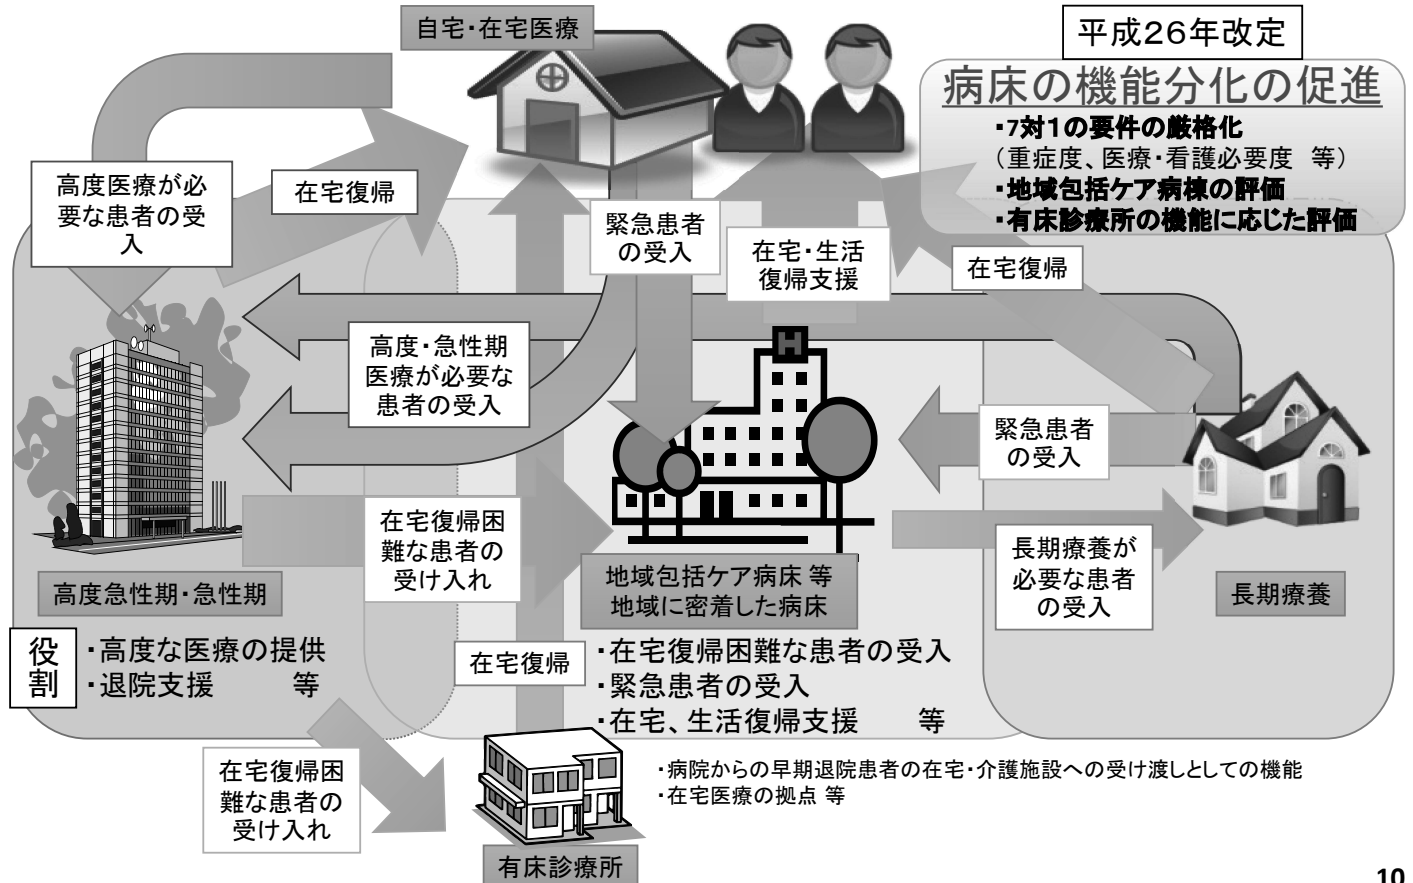 自宅・在宅医療
平成26年改定
病床の機能分化の促進
・7対1の要件の厳格化
(重症度、医療・看護必要度 等)
・地域包括ケア病棟の評価
・有床診療所の機能に応じた評価
高度医療が必
要な患者の受
入
在宅復帰
緊急患者
の受入
在宅・生活
復帰支援
在宅復帰
高度・急性期
医療が必要な
患者の受入
緊急患者
の受入
在宅復帰困
難な患者の
受け入れ
長期療養が
必要な患者
の受入
高度急性期・急性期
地域包括ケア病床 等
地域に密着した病床
長期療養
役
割
・高度な医療の提供
・退院支援 等
在宅復帰
・在宅復帰困難な患者の受入
・緊急患者の受入
・在宅、生活復帰支援 等
在宅復帰困
難な患者の
受け入れ
・病院からの早期退院患者の在宅・介護施設への受け渡しとしての機能
・在宅医療の拠点 等
有床診療所
H
10